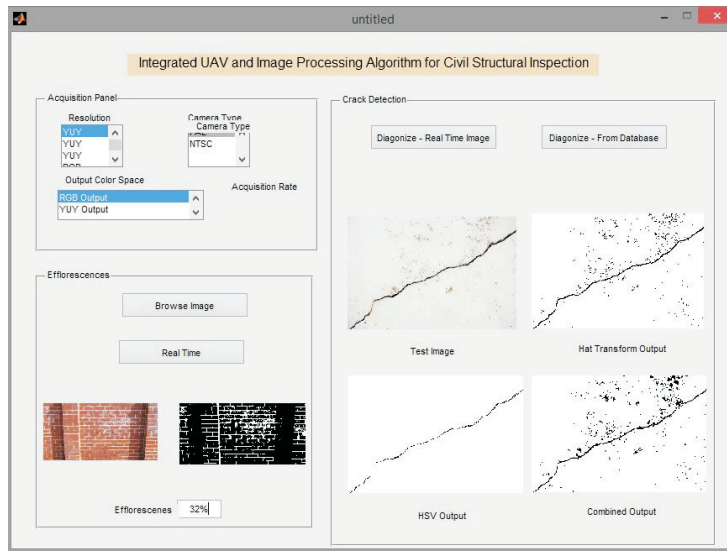 untitled
Integrated UAV and Image Processing Algorithm for Civil Structural Inspection
Acquisition Panel
Resolution
YUY
YUY
YUY
Camera Type
Camera Type
NTSC
Output Color Space
RGB Output
YUY Output
Acquisition Rate
Efflorescences
Browse Image
Real Time
Efflorescenes 32%
Crack Detection
Diagonize - Real Time Image
Diagonize - From Database
Test Image
Hat Transform Output
HSV Output
Combined Output